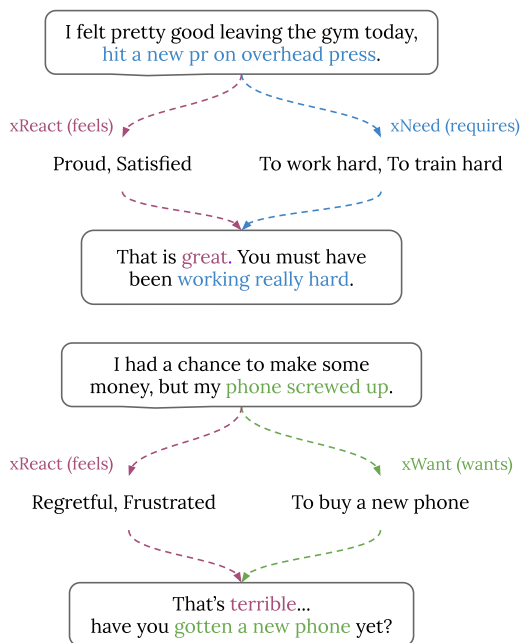 I felt pretty good leaving the gym today,
hit a new pr on overhead press.
xReact (feels)
xNeed (requires)
Proud, Satisfied
To work hard, To train hard
That is great. You must have
been working really hard.
I had a chance to make some
money, but my phone screwed up.
xReact (feels)
xWant (wants)
Regretful, Frustrated
To buy a new phone
That’s terrible...
have you gotten a new phone yet?